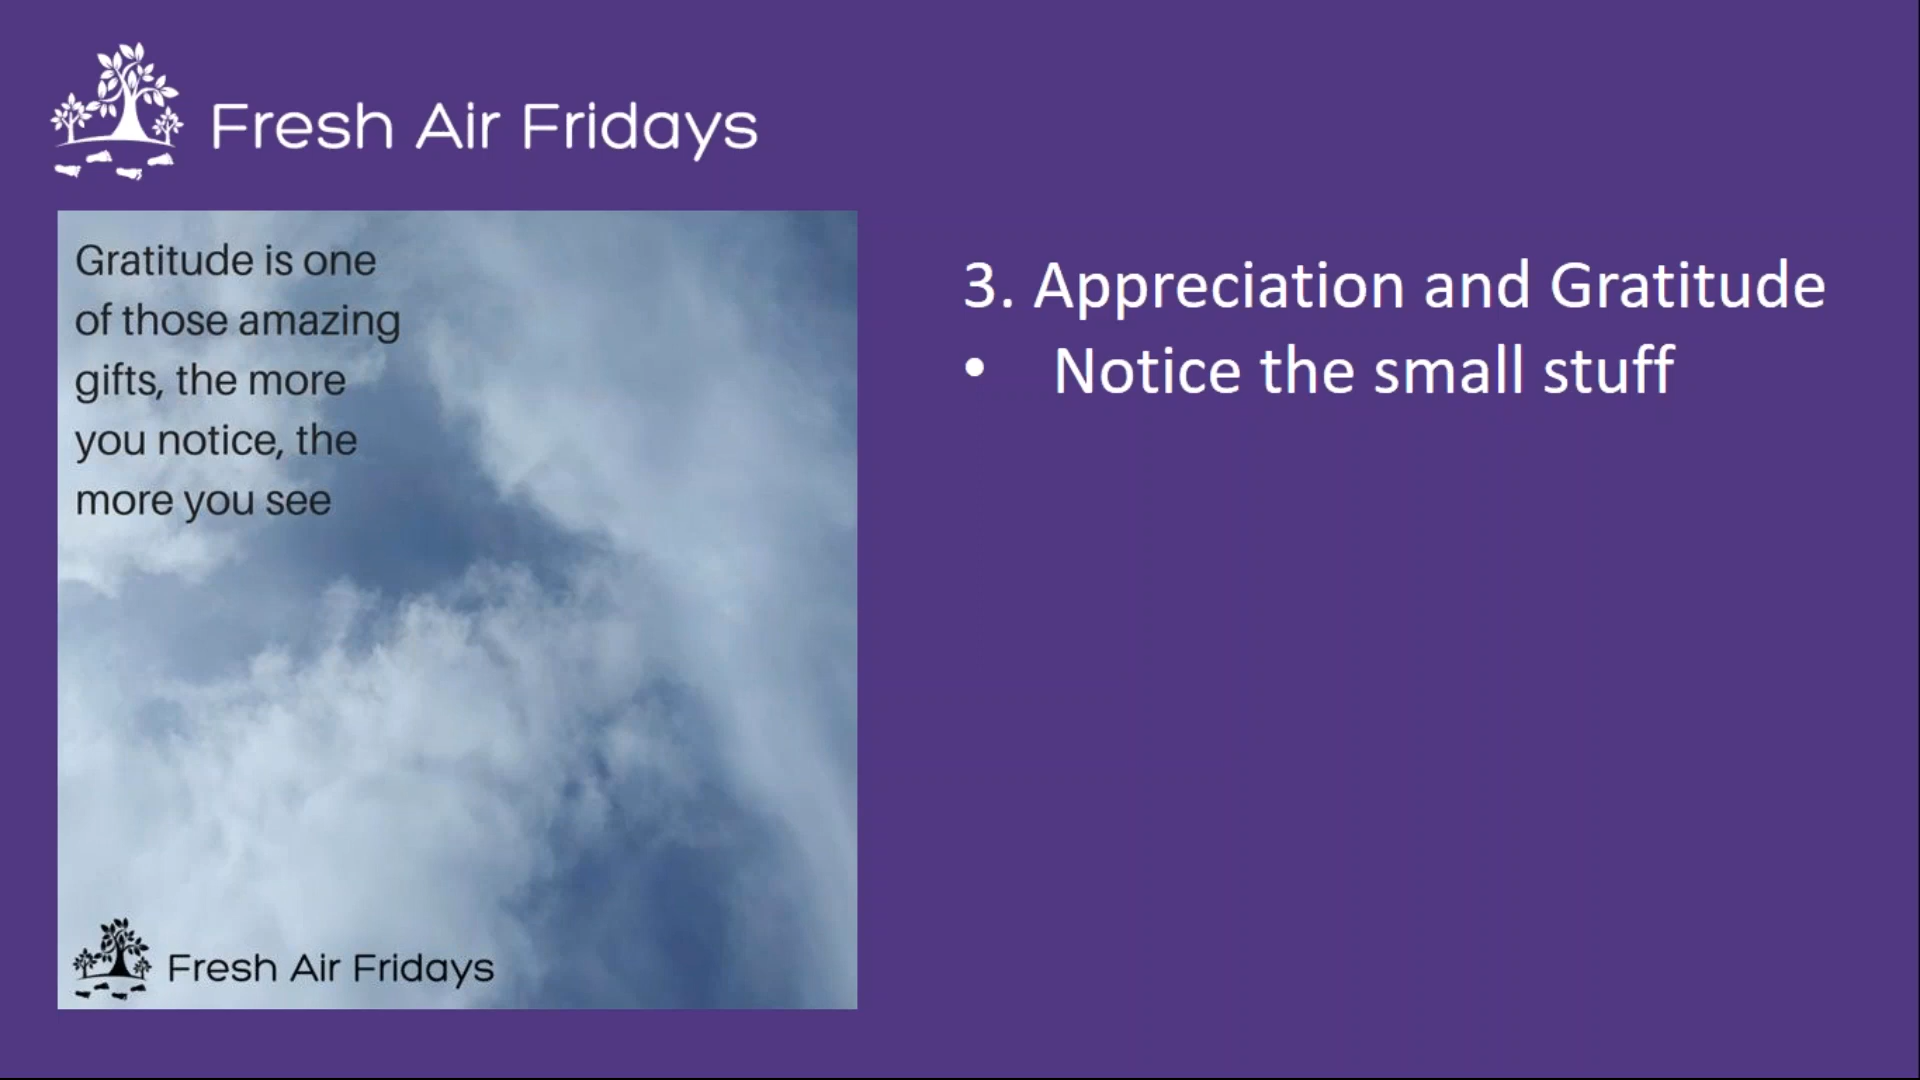 Fresh Air Fridays
Gratitude is one
of those amazing
gifts, the more
you notice, the
more you see
Fresh Air Fridays
3. Appreciation and Gratitude
• Notice the small stuff